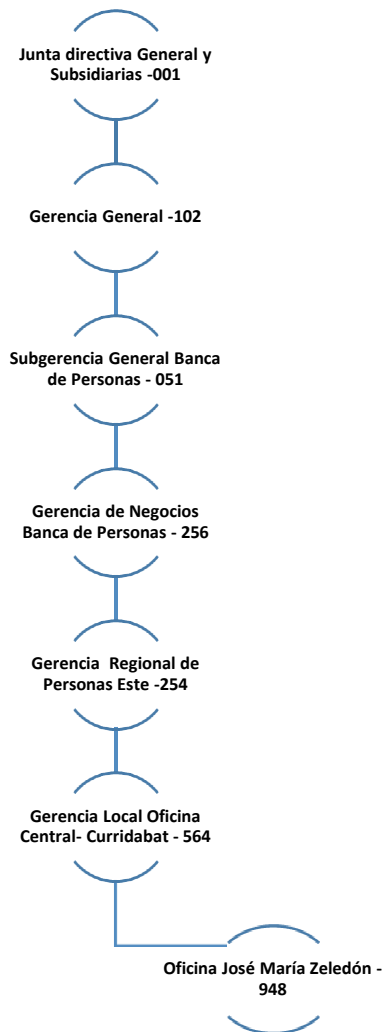 Junta directiva General y
Subsidiarias -001
Gerencia General -102
Subgerencia General Banca
de Personas - 051
Gerencia de Negocios
Banca de Personas - 256
Gerencia Regional de
Personas Este -254
Gerencia Local Oficina
Central- Curridabat - 564
Oficina José María Zeledón -
948